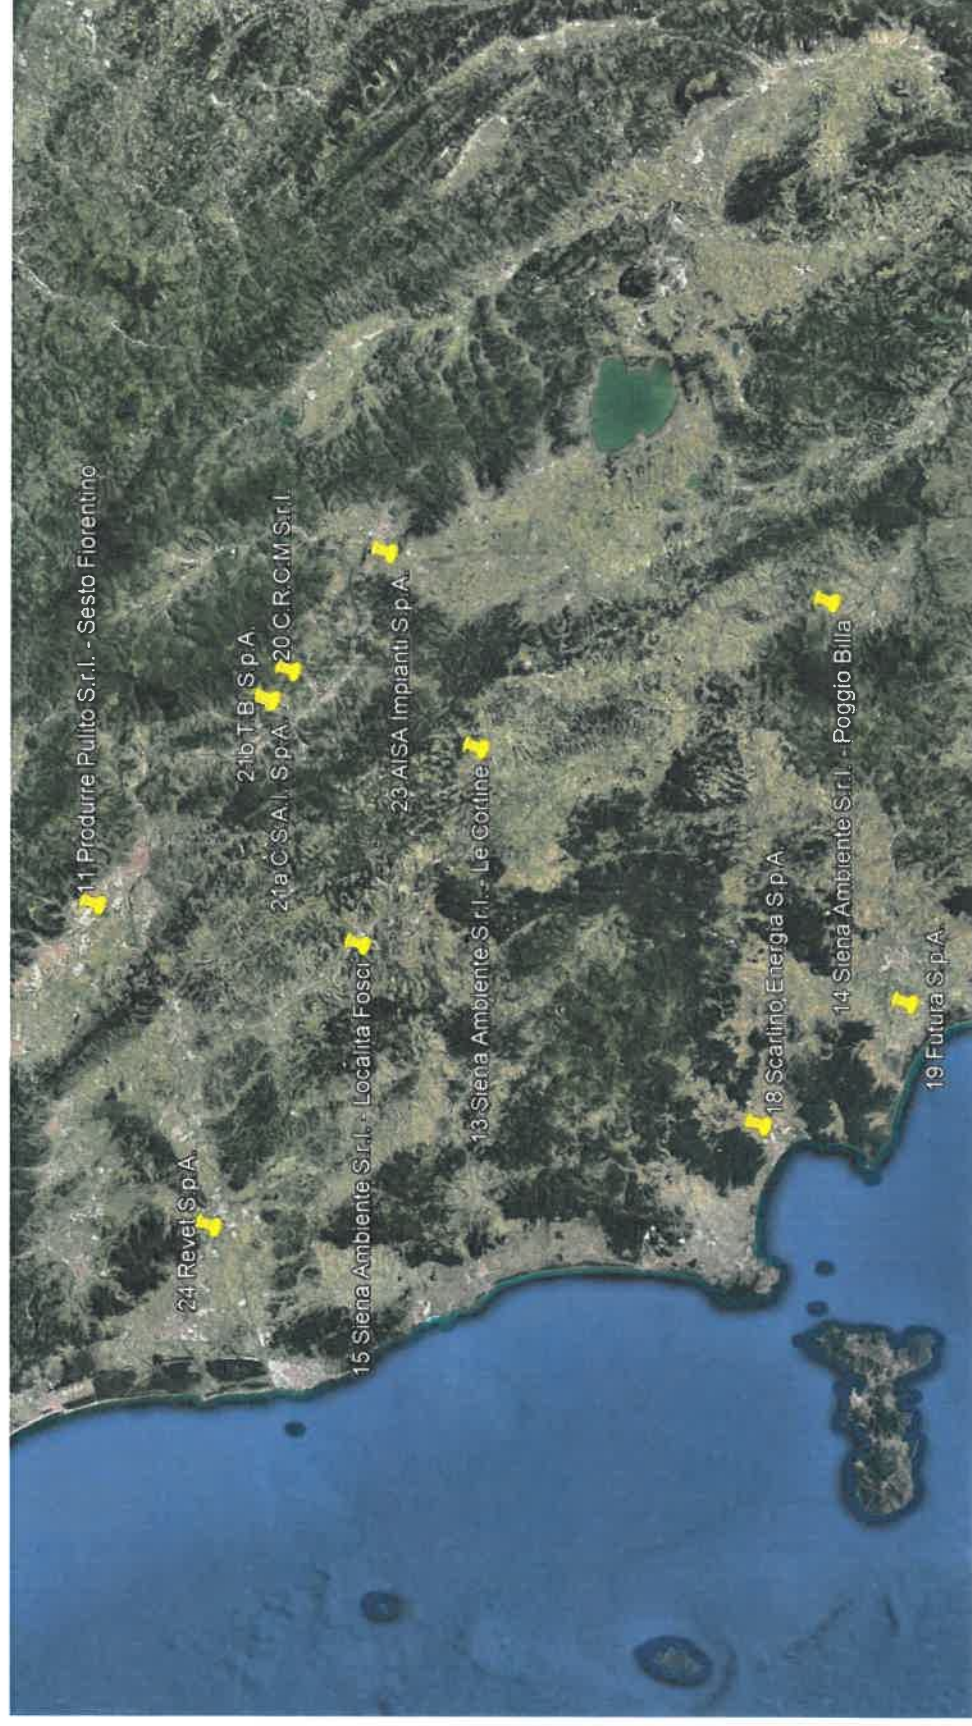 11 Produrre Pulito S.r.l. - Sesto Fiorentino
24 Revet S.p.A.
21b T.B. S.p.A.
20 C.R.C.M S.r.l.
21a C.S.A.I. S.p.A.
15 Siena Ambiente S.r.l. - Localita Fosci
23 AISA Impianti S.p.A.
13 Siena Ambiente S.r.l. - Le Cortine
18 Scarlino Energia S.p.A.
14 Siena Ambiente S.r.l. - Poggio Billa
19 Futura S.p.A.